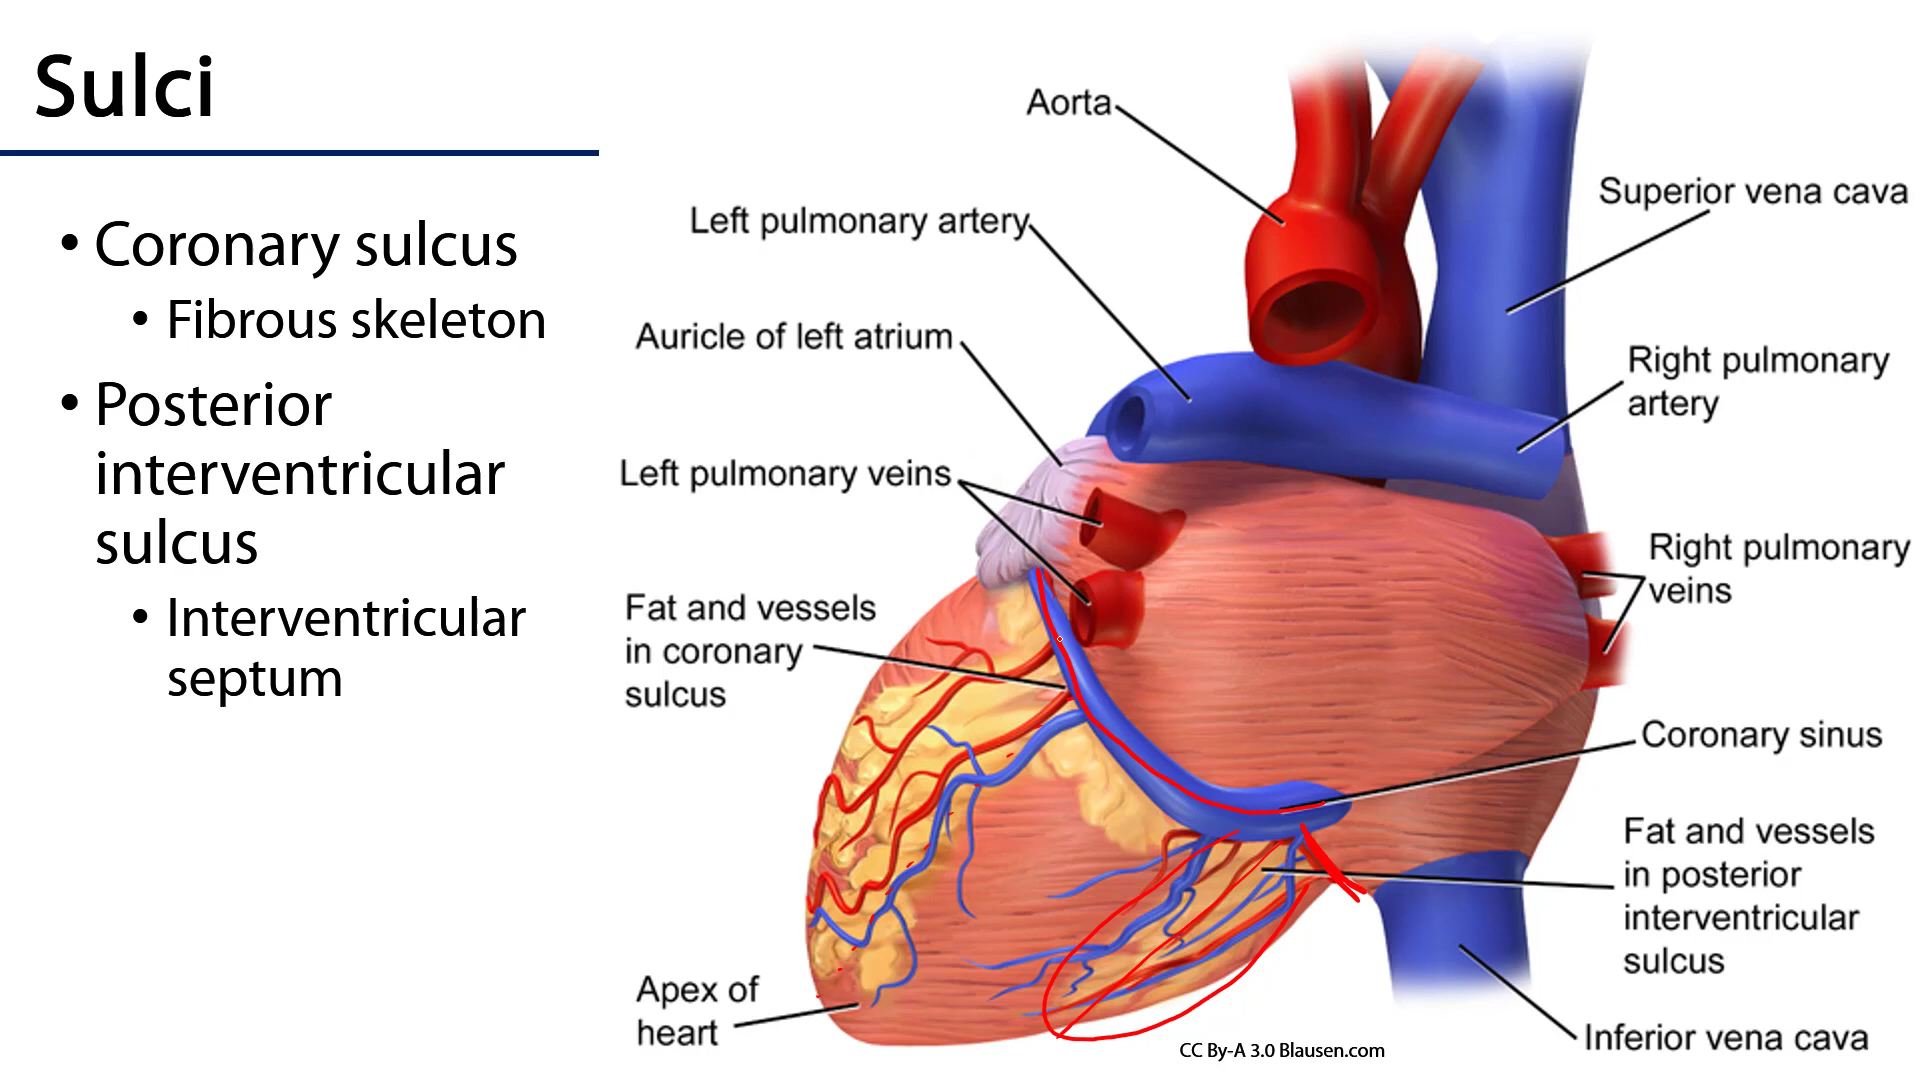 Sulci
• Coronary sulcus
• Fibrous skeleton
• Posterior
interventricular
sulcus
• Interventricular
septum
Aorta
Left pulmonary artery
Auricle of left atrium
Left pulmonary veins
Fat and vessels
in coronary
sulcus
Apex of
heart
Superior vena cava
Right pulmonary
artery
Right pulmonary
veins
Coronary sinus
Fat and vessels
in posterior
interventricular
sulcus
Inferior vena cava
CC By-A 3.0 Blausen.com